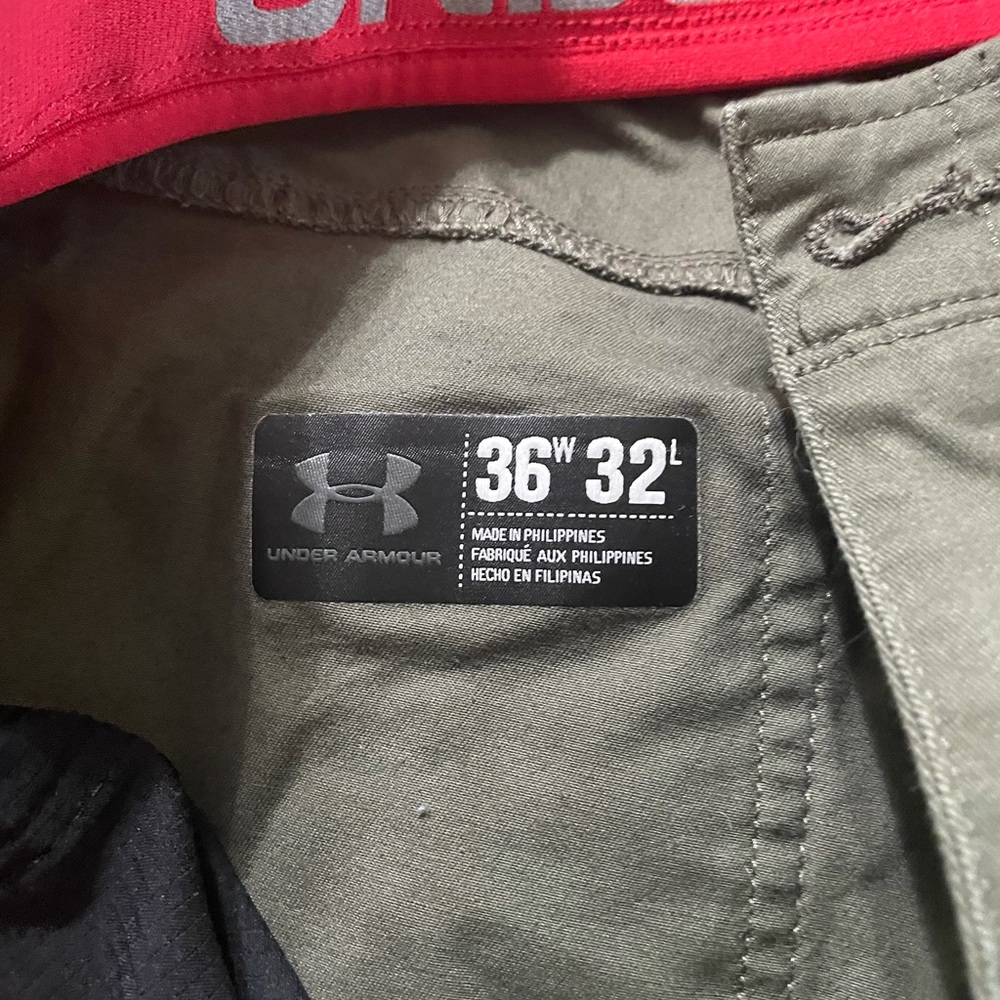 36W 32L
UNDER ARMOUR
MADE IN PHILIPPINES
FABRIQUÉ AUX PHILIPPINES
HECHO EN FILIPINAS